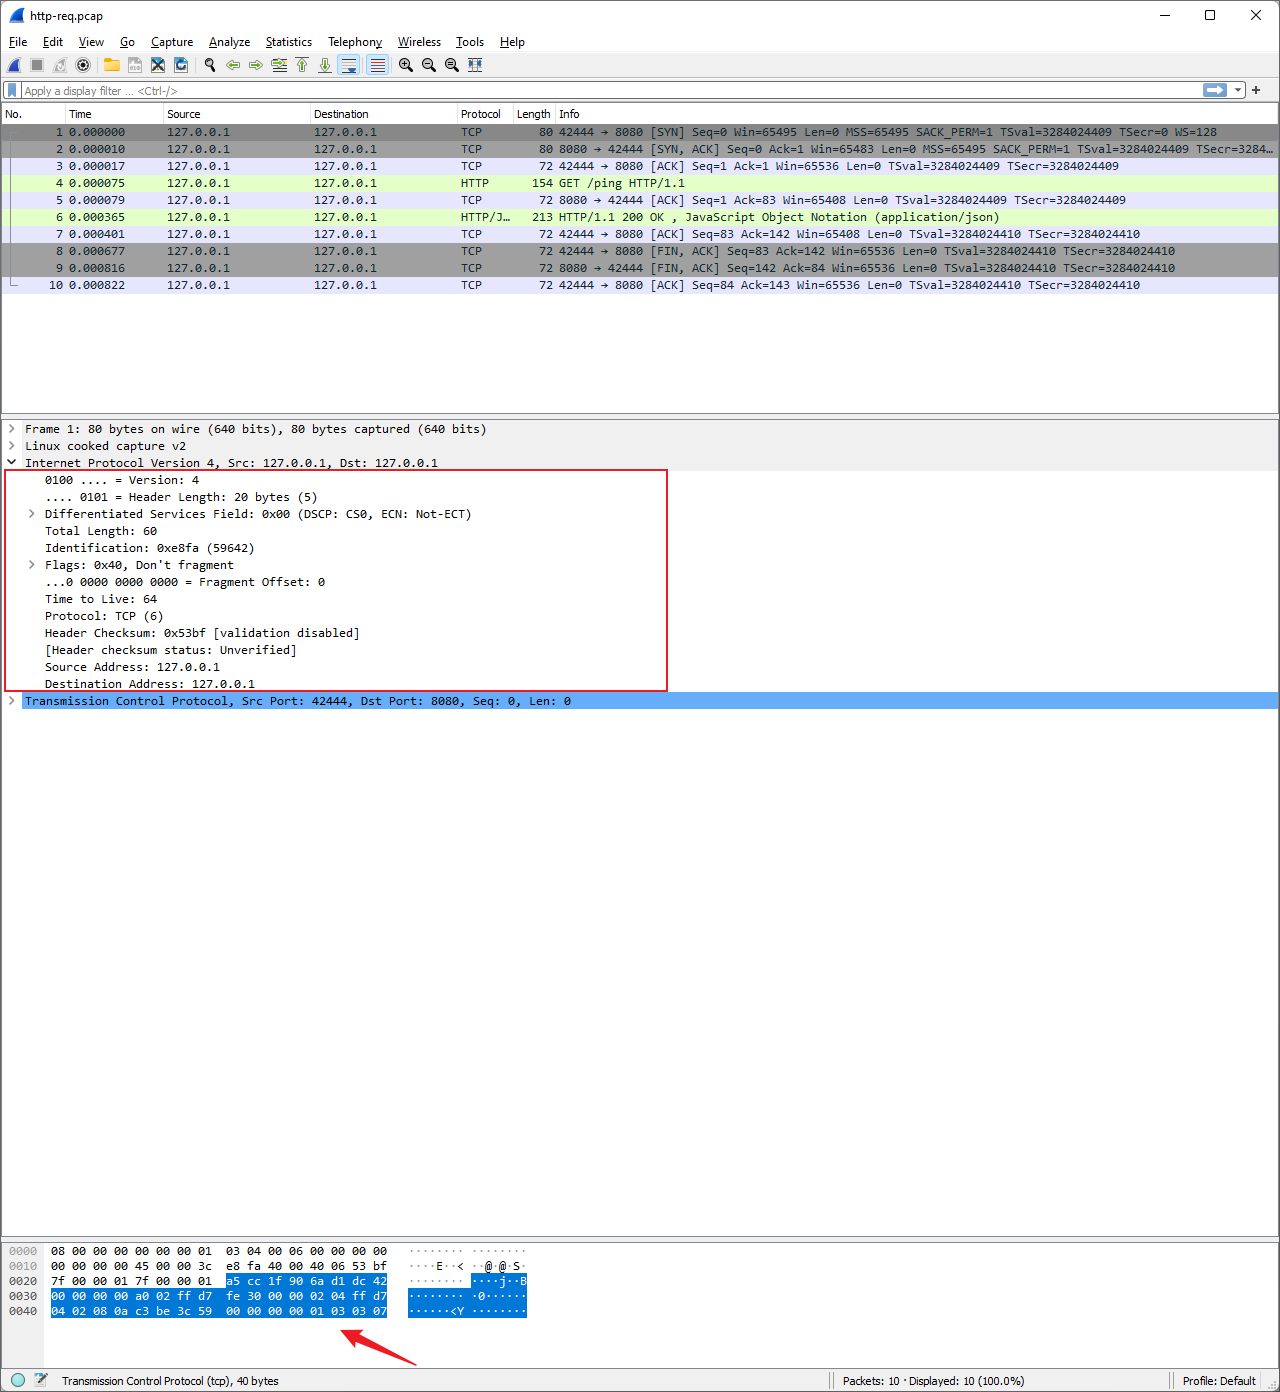 http-req.pcap
File Edit View Go Capture Analyze Statistics Telephony Wireless Tools Help
Apply a display filter ... <Ctrl-/>
No. Time Source Destination Protocol Length Info
1 0.000000 127.0.0.1 127.0.0.1 TCP 80 42444 → 8080 [SYN] Seq=0 Win=65495 Len=0 MSS=65495 SACK_PERM=1 TSval=3284024409 TSecr=0 WS=128
2 0.000010 127.0.0.1 127.0.0.1 TCP 80 8080 → 42444 [SYN, ACK] Seq=0 Ack=1 Win=65483 Len=0 MSS=65495 SACK_PERM=1 TSval=3284024409 TSecr=3284…
3 0.000017 127.0.0.1 127.0.0.1 TCP 72 42444 → 8080 [ACK] Seq=1 Ack=1 Win=65536 Len=0 TSval=3284024409 TSecr=3284024409
4 0.000075 127.0.0.1 127.0.0.1 HTTP 154 GET /ping HTTP/1.1
5 0.000079 127.0.0.1 127.0.0.1 TCP 72 8080 → 42444 [ACK] Seq=1 Ack=83 Win=65408 Len=0 TSval=3284024409 TSecr=3284024409
6 0.000365 127.0.0.1 127.0.0.1 HTTP/J… 213 HTTP/1.1 200 OK , JavaScript Object Notation (application/json)
7 0.000401 127.0.0.1 127.0.0.1 TCP 72 42444 → 8080 [ACK] Seq=83 Ack=142 Win=65408 Len=0 TSval=3284024410 TSecr=3284024410
8 0.000677 127.0.0.1 127.0.0.1 TCP 72 42444 → 8080 [FIN, ACK] Seq=83 Ack=142 Win=65536 Len=0 TSval=3284024410 TSecr=3284024410
9 0.000816 127.0.0.1 127.0.0.1 TCP 72 8080 → 42444 [FIN, ACK] Seq=142 Ack=84 Win=65536 Len=0 TSval=3284024410 TSecr=3284024410
10 0.000822 127.0.0.1 127.0.0.1 TCP 72 42444 → 8080 [ACK] Seq=84 Ack=143 Win=65536 Len=0 TSval=3284024410 TSecr=3284024410
Frame 1: 80 bytes on wire (640 bits), 80 bytes captured (640 bits)
Linux cooked capture v2
Internet Protocol Version 4, Src: 127.0.0.1, Dst: 127.0.0.1
0100 .... = Version: 4
.... 0101 = Header Length: 20 bytes (5)
Differentiated Services Field: 0x00 (DSCP: CS0, ECN: Not-ECT)
Total Length: 60
Identification: 0xe8fa (59642)
Flags: 0x40, Don't fragment
...0 0000 0000 0000 = Fragment Offset: 0
Time to Live: 64
Protocol: TCP (6)
Header Checksum: 0x53bf [validation disabled]
[Header checksum status: Unverified]
Source Address: 127.0.0.1
Destination Address: 127.0.0.1
Transmission Control Protocol, Src Port: 42444, Dst Port: 8080, Seq: 0, Len: 0
0000 08 00 00 00 00 00 00 01 03 04 00 06 00 00 00 00 ········ ········
0010 00 00 00 00 45 00 00 3c e8 fa 40 00 40 06 53 bf ····E··< ··@·@·S·
0020 7f 00 00 01 7f 00 00 01 a5 cc 1f 90 6a d1 dc 42 ········ ····j··B
0030 00 00 00 00 a0 02 ff d7 fe 30 00 00 02 04 ff d7 ········ ·0······
0040 04 02 08 0a c3 be 3c 59 00 00 00 00 01 03 03 07 ······<Y ········
Transmission Control Protocol (tcp), 40 bytes Packets: 10 · Displayed: 10 (100.0%) Profile: Default